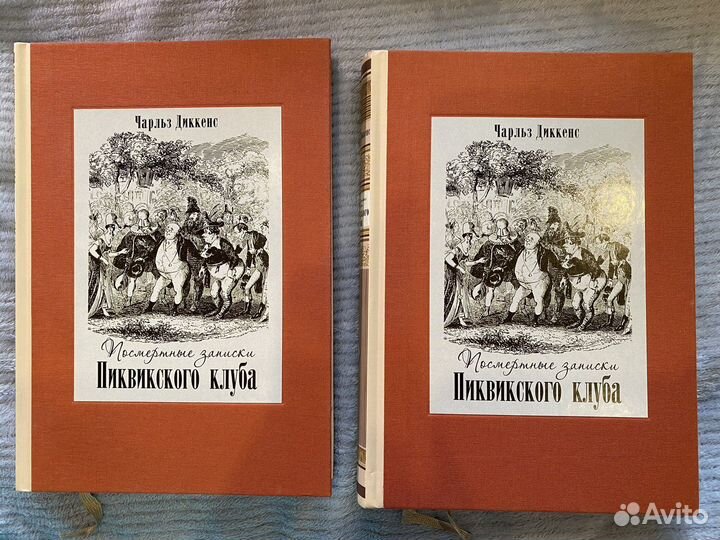 Чарльз Диккенс
Посмертные записки
Пиквикского клуба
Чарльз Диккенс
Посмертные записки
Пиквикского клуба
Avito